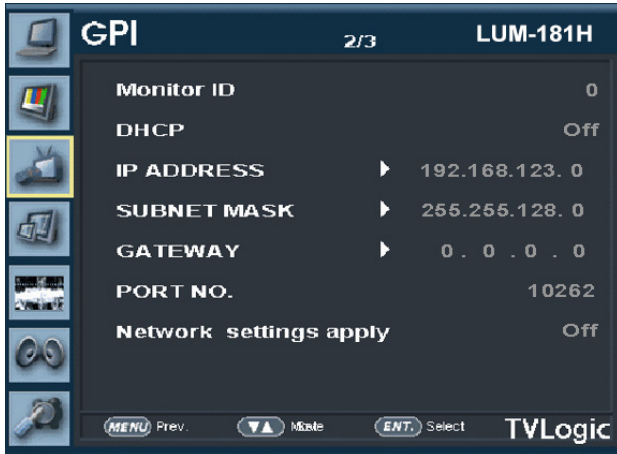 GPI 2/3 LUM-181H
Monitor ID 0
DHCP Off
IP ADDRESS 192.168.123. 0
SUBNET MASK 255.255.128. 0
GATEWAY 0 . 0 . 0 . 0
PORT NO. 10262
Network settings apply Off
MENU Prev. ▼▲ ENT. Select TVLogic